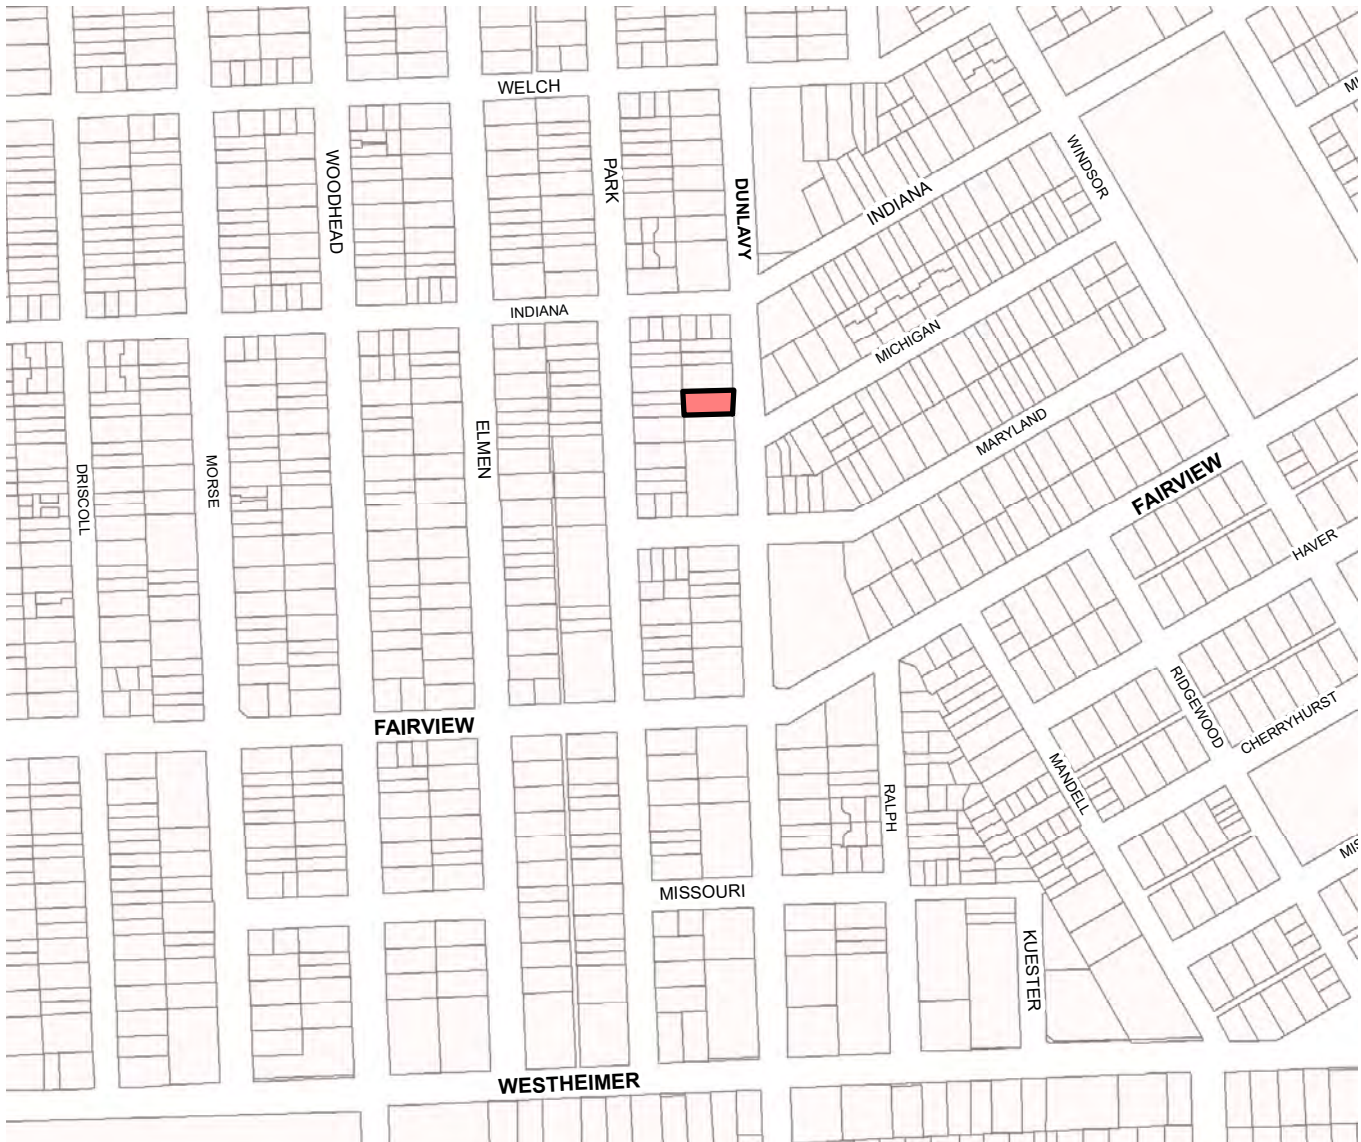 WELCH
WOODHEAD
PARK
DUNLAVY
WINDSOR
INDIANA
INDIANA
MICHIGAN
MARYLAND
FAIRVIEW
HAVER
DRISCOLL
MORSE
ELMEN
RIDGEWOOD
CHERRYHURST
FAIRVIEW
MANDELL
RALPH
MISSOURI
KUESTER
WESTHEIMER